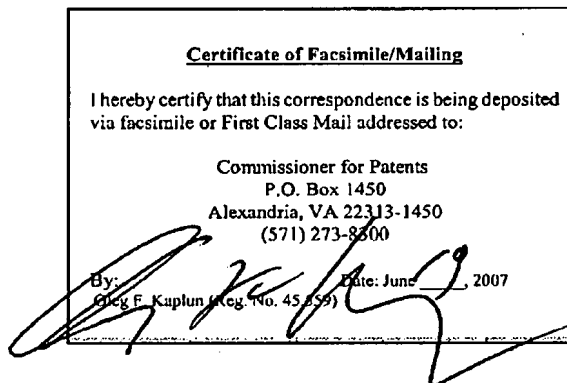 Certificate of Facsimile/Mailing
I hereby certify that this correspondence is being deposited
via facsimile or First Class Mail addressed to:
Commissioner for Patents
P.O. Box 1450
Alexandria, VA 22313-1450
(571) 273-8300
By: Date: June , 2007
Oleg F. Kaplun (Reg. No. 45,559)